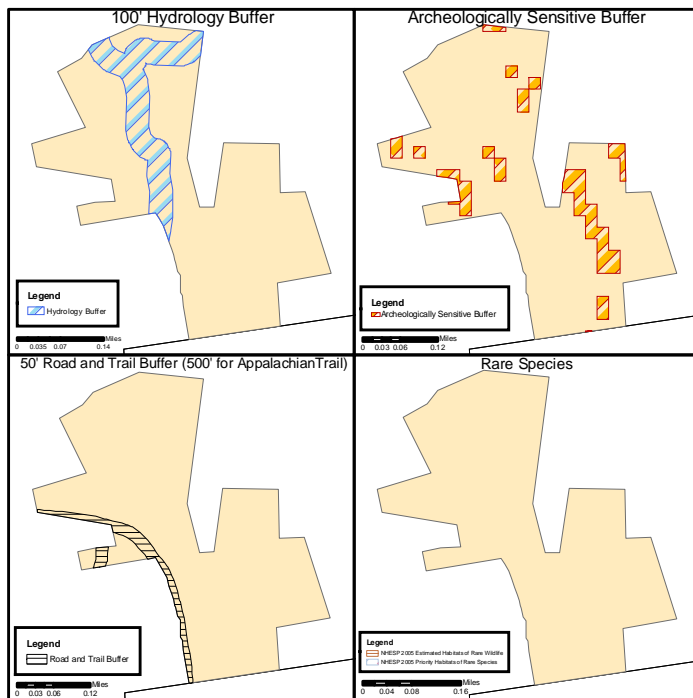 100' Hydrology Buffer
Legend
Hydrology Buffer
Miles
0 0.035 0.07 0.14
Archeologically Sensitive Buffer
Legend
Archeologically Sensitive Buffer
Miles
0 0.03 0.06 0.12
50' Road and Trail Buffer (500' for AppalachianTrail)
Legend
Road and Trail Buffer
Miles
0 0.03 0.06 0.12
Rare Species
Legend
NHESP 2005 Estimated Habitats of Rare Wildlife
NHESP 2005 Priority Habitats of Rare Species
Miles
0 0.04 0.08 0.16